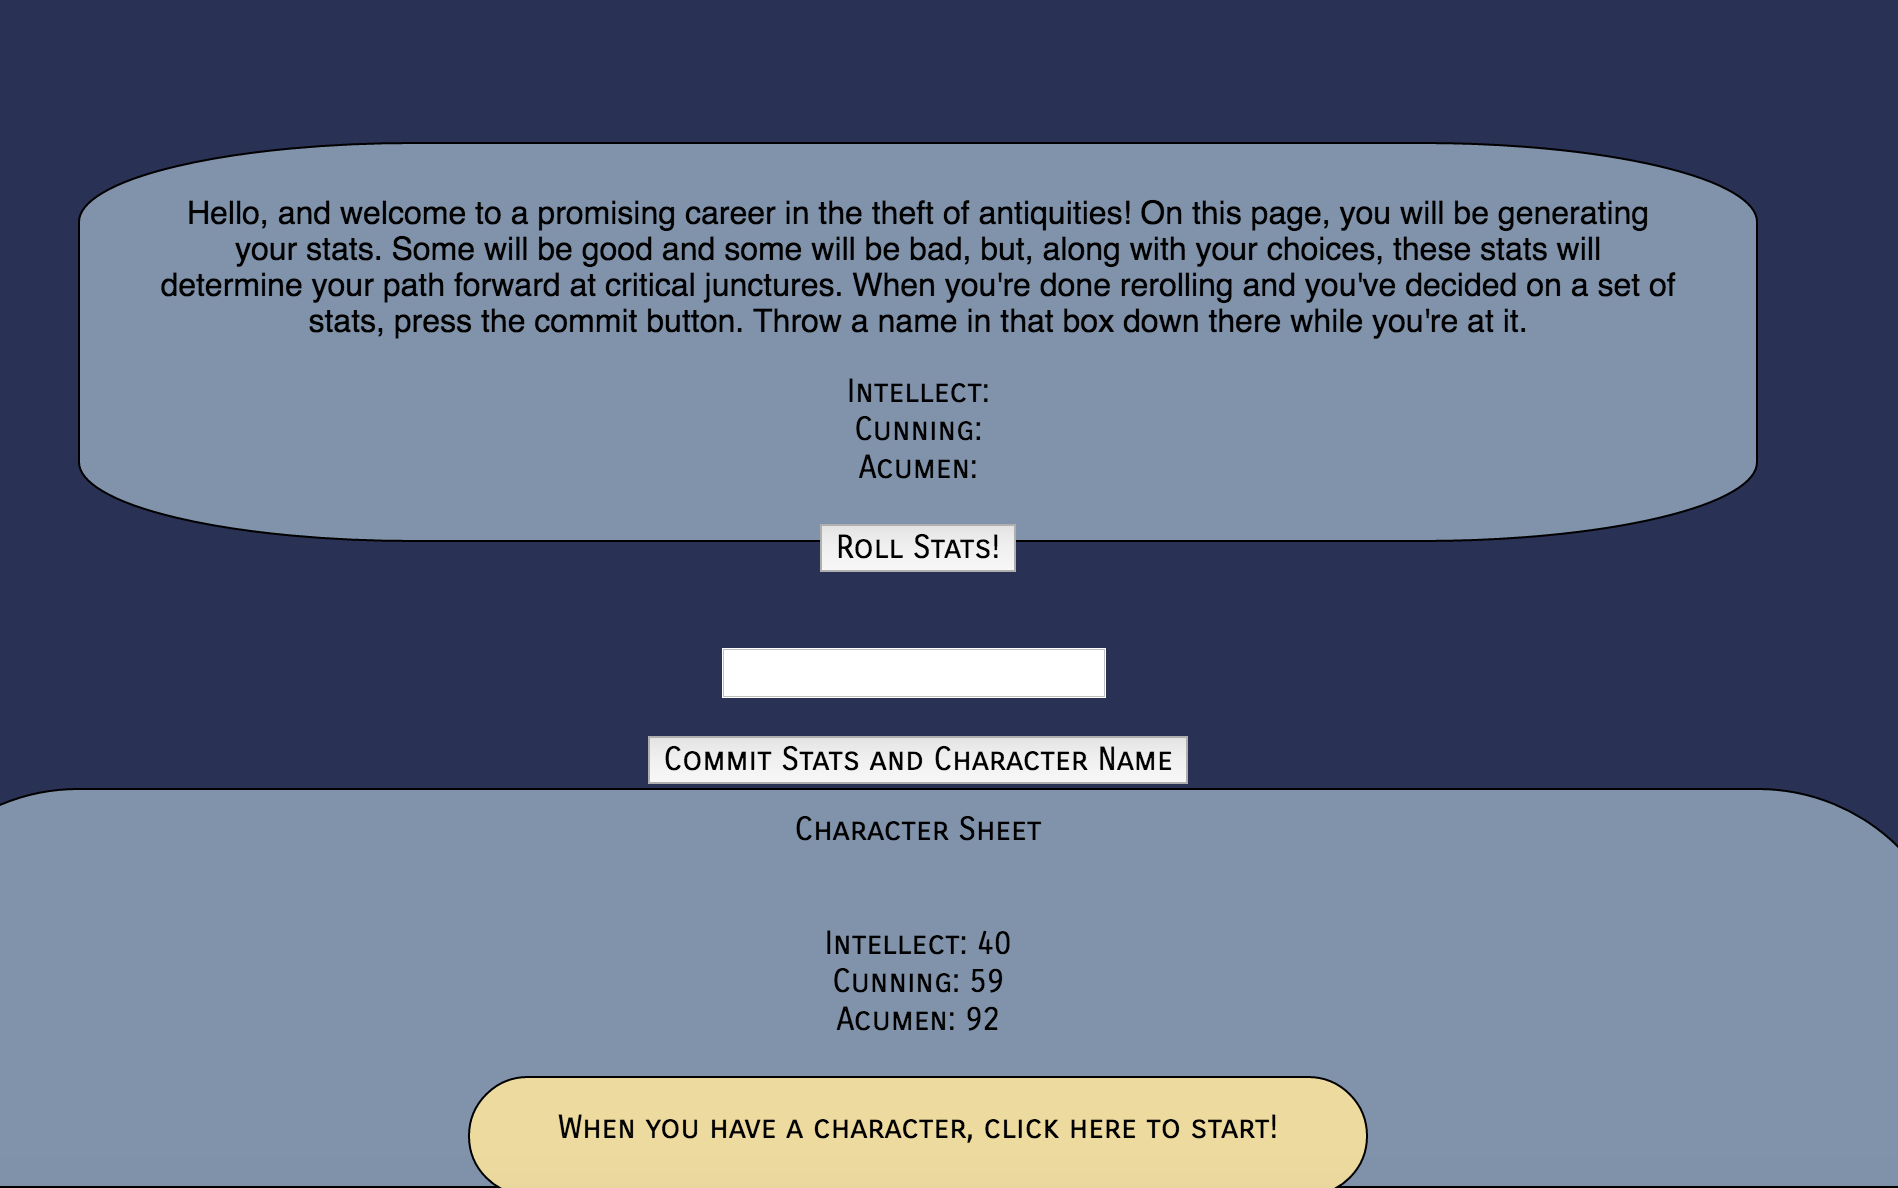 Hello, and welcome to a promising career in the theft of antiquities! On this page, you will be generating
your stats. Some will be good and some will be bad, but, along with your choices, these stats will
determine your path forward at critical junctures. When you're done rerolling and you've decided on a set of
stats, press the commit button. Throw a name in that box down there while you're at it.
Intellect:
Cunning:
Acumen:
Roll Stats!
Commit Stats and Character Name
Character Sheet
Intellect: 40
Cunning: 59
Acumen: 92
When you have a character, click here to start!